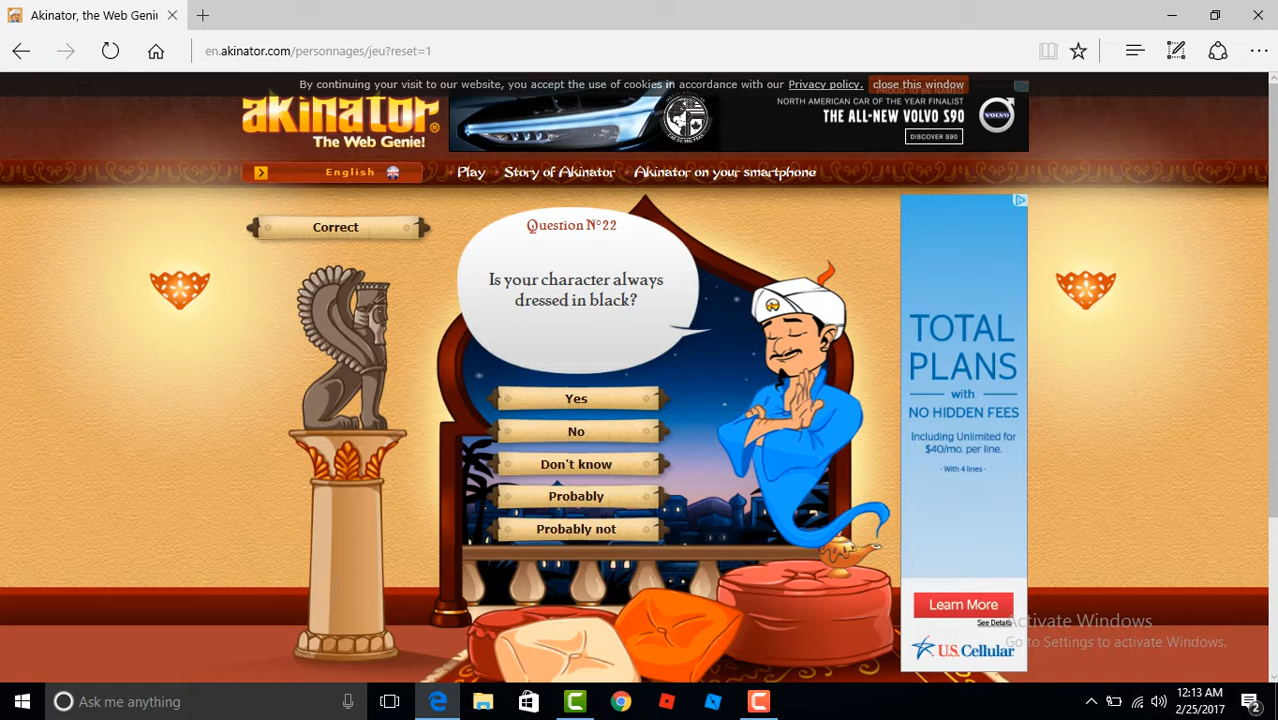 Akinator, the Web Geni
en.akinator.com/personnages/jeu?reset=1
By continuing your visit to our website, you accept the use of cookies in accordance with our Privacy policy. close this window
akinator®
The Web Genie!
NORTH AMERICAN CAR OF THE YEAR FINALIST
THE ALL-NEW VOLVO S90
DISCOVER S90
VOLVO
English
Play
Story of Akinator
Akinator on your smartphone
Correct
Question N°22
Is your character always
dressed in black?
Yes
No
Don't know
Probably
Probably not
TOTAL
PLANS
with
NO HIDDEN FEES
Including Unlimited for
$40/mo. per line.
- With 4 lines -
Learn More
See Details
U.S. Cellular
Activate Windows
Go to Settings to activate Windows.
Ask me anything
12:13 AM
2/25/2017
2